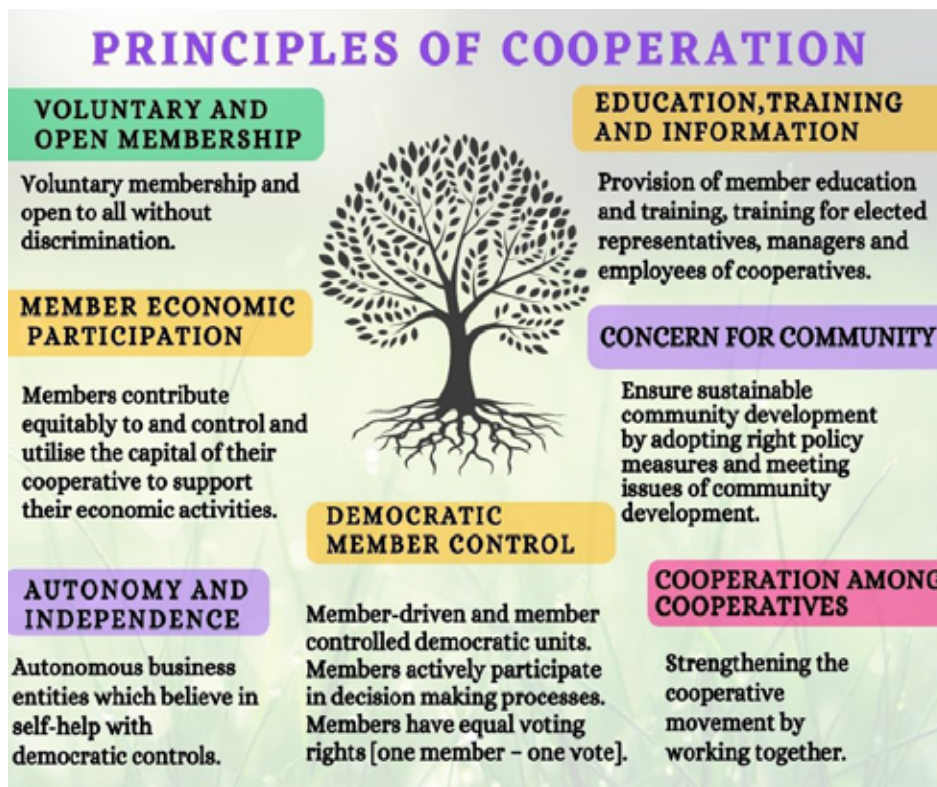 PRINCIPLES OF COOPERATION
VOLUNTARY AND
OPEN MEMBERSHIP
Voluntary membership and
open to all without
discrimination.
MEMBER ECONOMIC
PARTICIPATION
Members contribute
equitably to and control and
utilise the capital of their
cooperative to support
their economic activities.
AUTONOMY AND
INDEPENDENCE
Autonomous business
entities which believe in
self-help with
democratic controls.
DEMOCRATIC
MEMBER CONTROL
Member-driven and member
controlled democratic units.
Members actively participate
in decision making processes.
Members have equal voting
rights [one member – one vote].
EDUCATION,TRAINING
AND INFORMATION
Provision of member education
and training, training for elected
representatives, managers and
employees of cooperatives.
CONCERN FOR COMMUNITY
Ensure sustainable
community development
by adopting right policy
measures and meeting
issues of community
development.
COOPERATION AMONG
COOPERATIVES
Strengthening the
cooperative
movement by
working together.